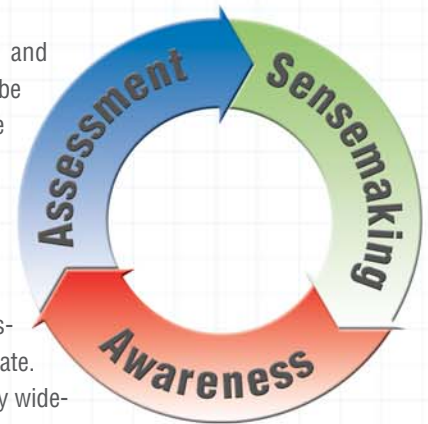 and
be
e
Assessment
Sensemaking
Awareness
s-
ate.
y wide-